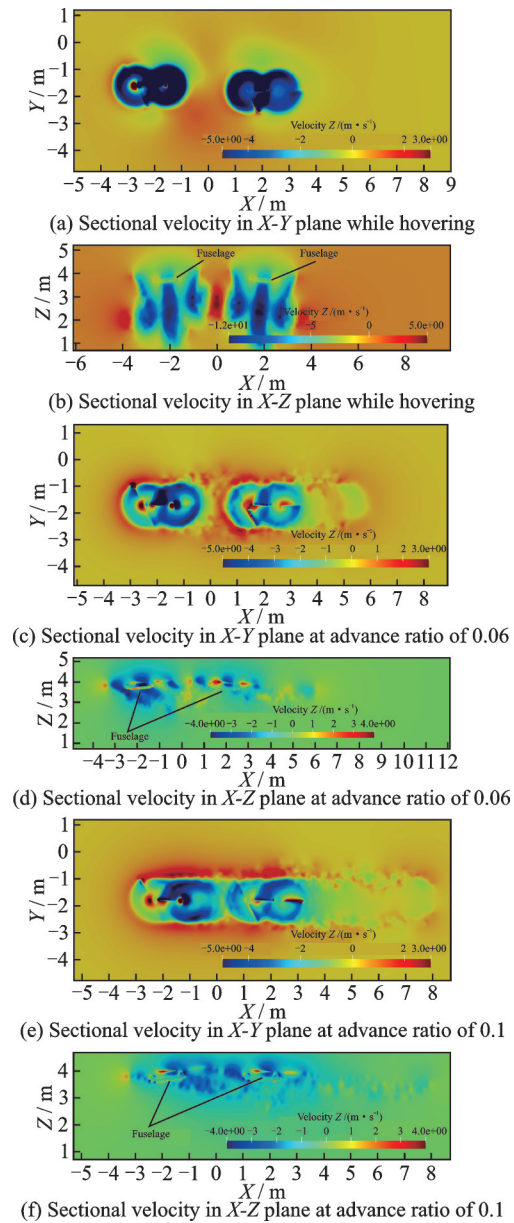 1
0
Y / m
−1
−2
−3
−4
Velocity Z /(m • s⁻¹)
−5.0e+00 −2 0 3.0e+00
−5 −4 −3 −2 −1 0 1 2 3 4 5 6 7 8 9
X / m
(a) Sectional velocity in X-Y plane while hovering
5
4
Z / m
3
2
1
Fuselage Fuselage
Velocity Z /(m • s⁻¹)
−1.2e+01 −5 0 5.00e+00
−6 −4 −2 0 2 4 6 8
X / m
(b) Sectional velocity in X-Z plane while hovering
1
0
Y / m
−1
−2
−3
−4
Velocity Z /(m • s⁻¹)
−5.0e+00 −4 −3 −2 −1 0 1 2 3.0e+00
−5 −4 −3 −2 −1 0 1 2 3 4 5 6 7 8
X / m
(c) Sectional velocity in X-Y plane at advance ratio of 0.06
5
4
Z / m
3
2
1
Fuselage
Velocity Z /(m • s⁻¹)
−4.0e+00 −3 −2 −1 0 1 2 3 4.0e+00
−4 −3 −2 −1 0 1 2 3 4 5 6 7 8 9 10 11 12
X / m
(d) Sectional velocity in X-Z plane at advance ratio of 0.06
1
0
Y / m
−1
−2
−3
−4
Velocity Z /(m • s⁻¹)
−5.0e+00 −2 0 3.0e+00
−5 −4 −3 −2 −1 0 1 2 3 4 5 6 7 8
X / m
(e) Sectional velocity in X-Y plane at advance ratio of 0.1
4
Z / m
3
2
1
Fuselage
Velocity Z /(m • s⁻¹)
−4.0e+00 −3 −2 −1 0 1 2 4.0e+00
−5 −4 −3 −2 −1 0 1 2 3 4 5 6 7 8
X / m
(f) Sectional velocity in X-Z plane at advance ratio of 0.1